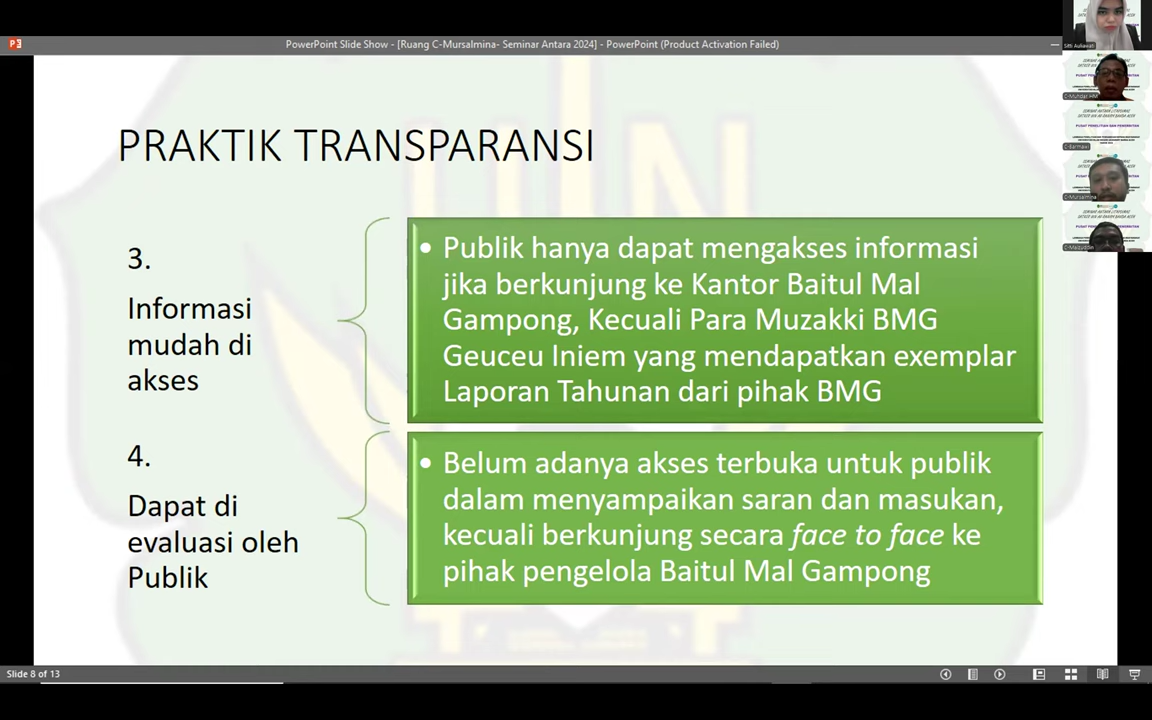 PowerPoint Slide Show - [Ruang C-Mursalmina- Seminar Antara 2024] - PowerPoint (Product Activation Failed)
PRAKTIK TRANSPARANSI
3.
Informasi
mudah di
akses
• Publik hanya dapat mengakses informasi
jika berkunjung ke Kantor Baitul Mal
Gampong, Kecuali Para Muzakki BMG
Geuceu Iniem yang mendapatkan exemplar
Laporan Tahunan dari pihak BMG
4.
Dapat di
evaluasi oleh
Publik
• Belum adanya akses terbuka untuk publik
dalam menyampaikan saran dan masukan,
kecuali berkunjung secara face to face ke
pihak pengelola Baitul Mal Gampong
Slide 8 of 13
C-Mursalmina